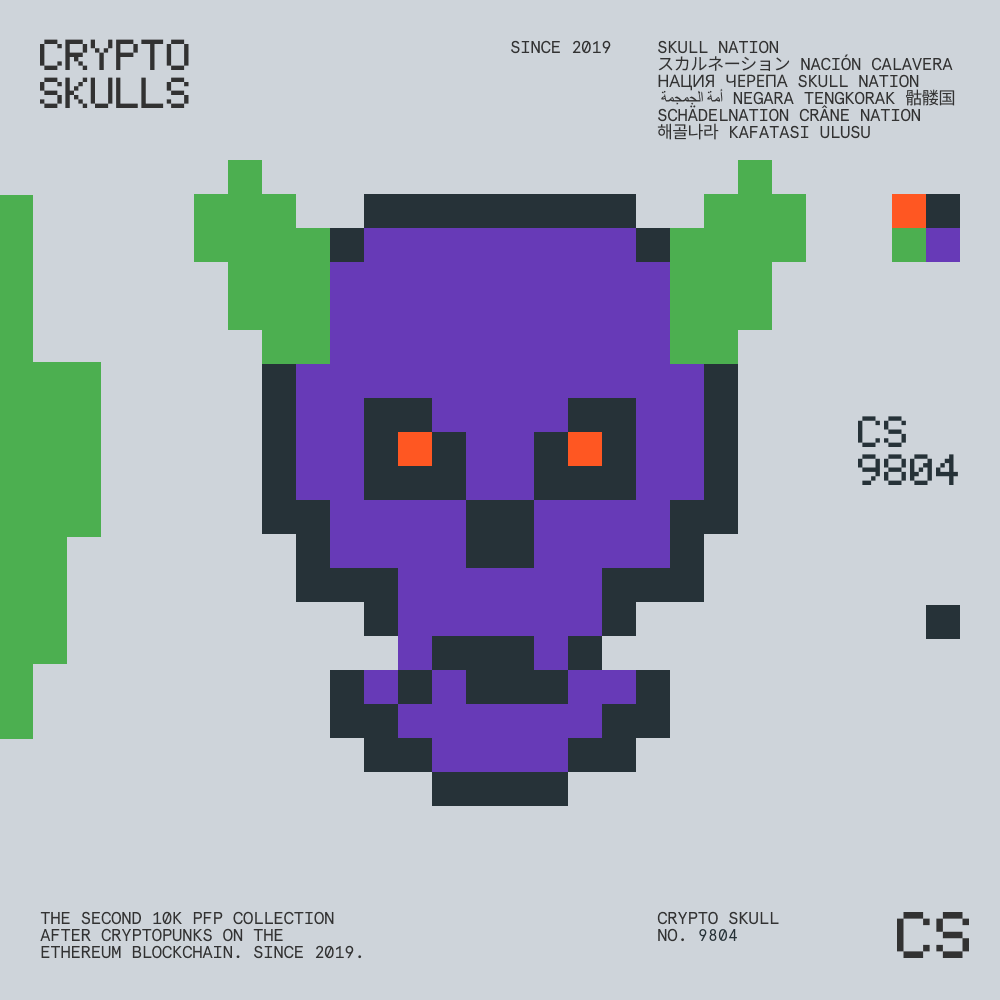 CRYPTO
SKULLS
SINCE 2019
SKULL NATION
スカルネーション NACIÓN CALAVERA
НАЦИЯ ЧЕРЕПА SKULL NATION
أمة الجمجمة NEGARA TENGKORAK 骷髅国
SCHÄDELNATION CRÂNE NATION
해골나라 KAFATASI ULUSU
CS
9804
THE SECOND 10K PFP COLLECTION
AFTER CRYPTOPUNKS ON THE
ETHEREUM BLOCKCHAIN. SINCE 2019.
CRYPTO SKULL
NO. 9804
CS